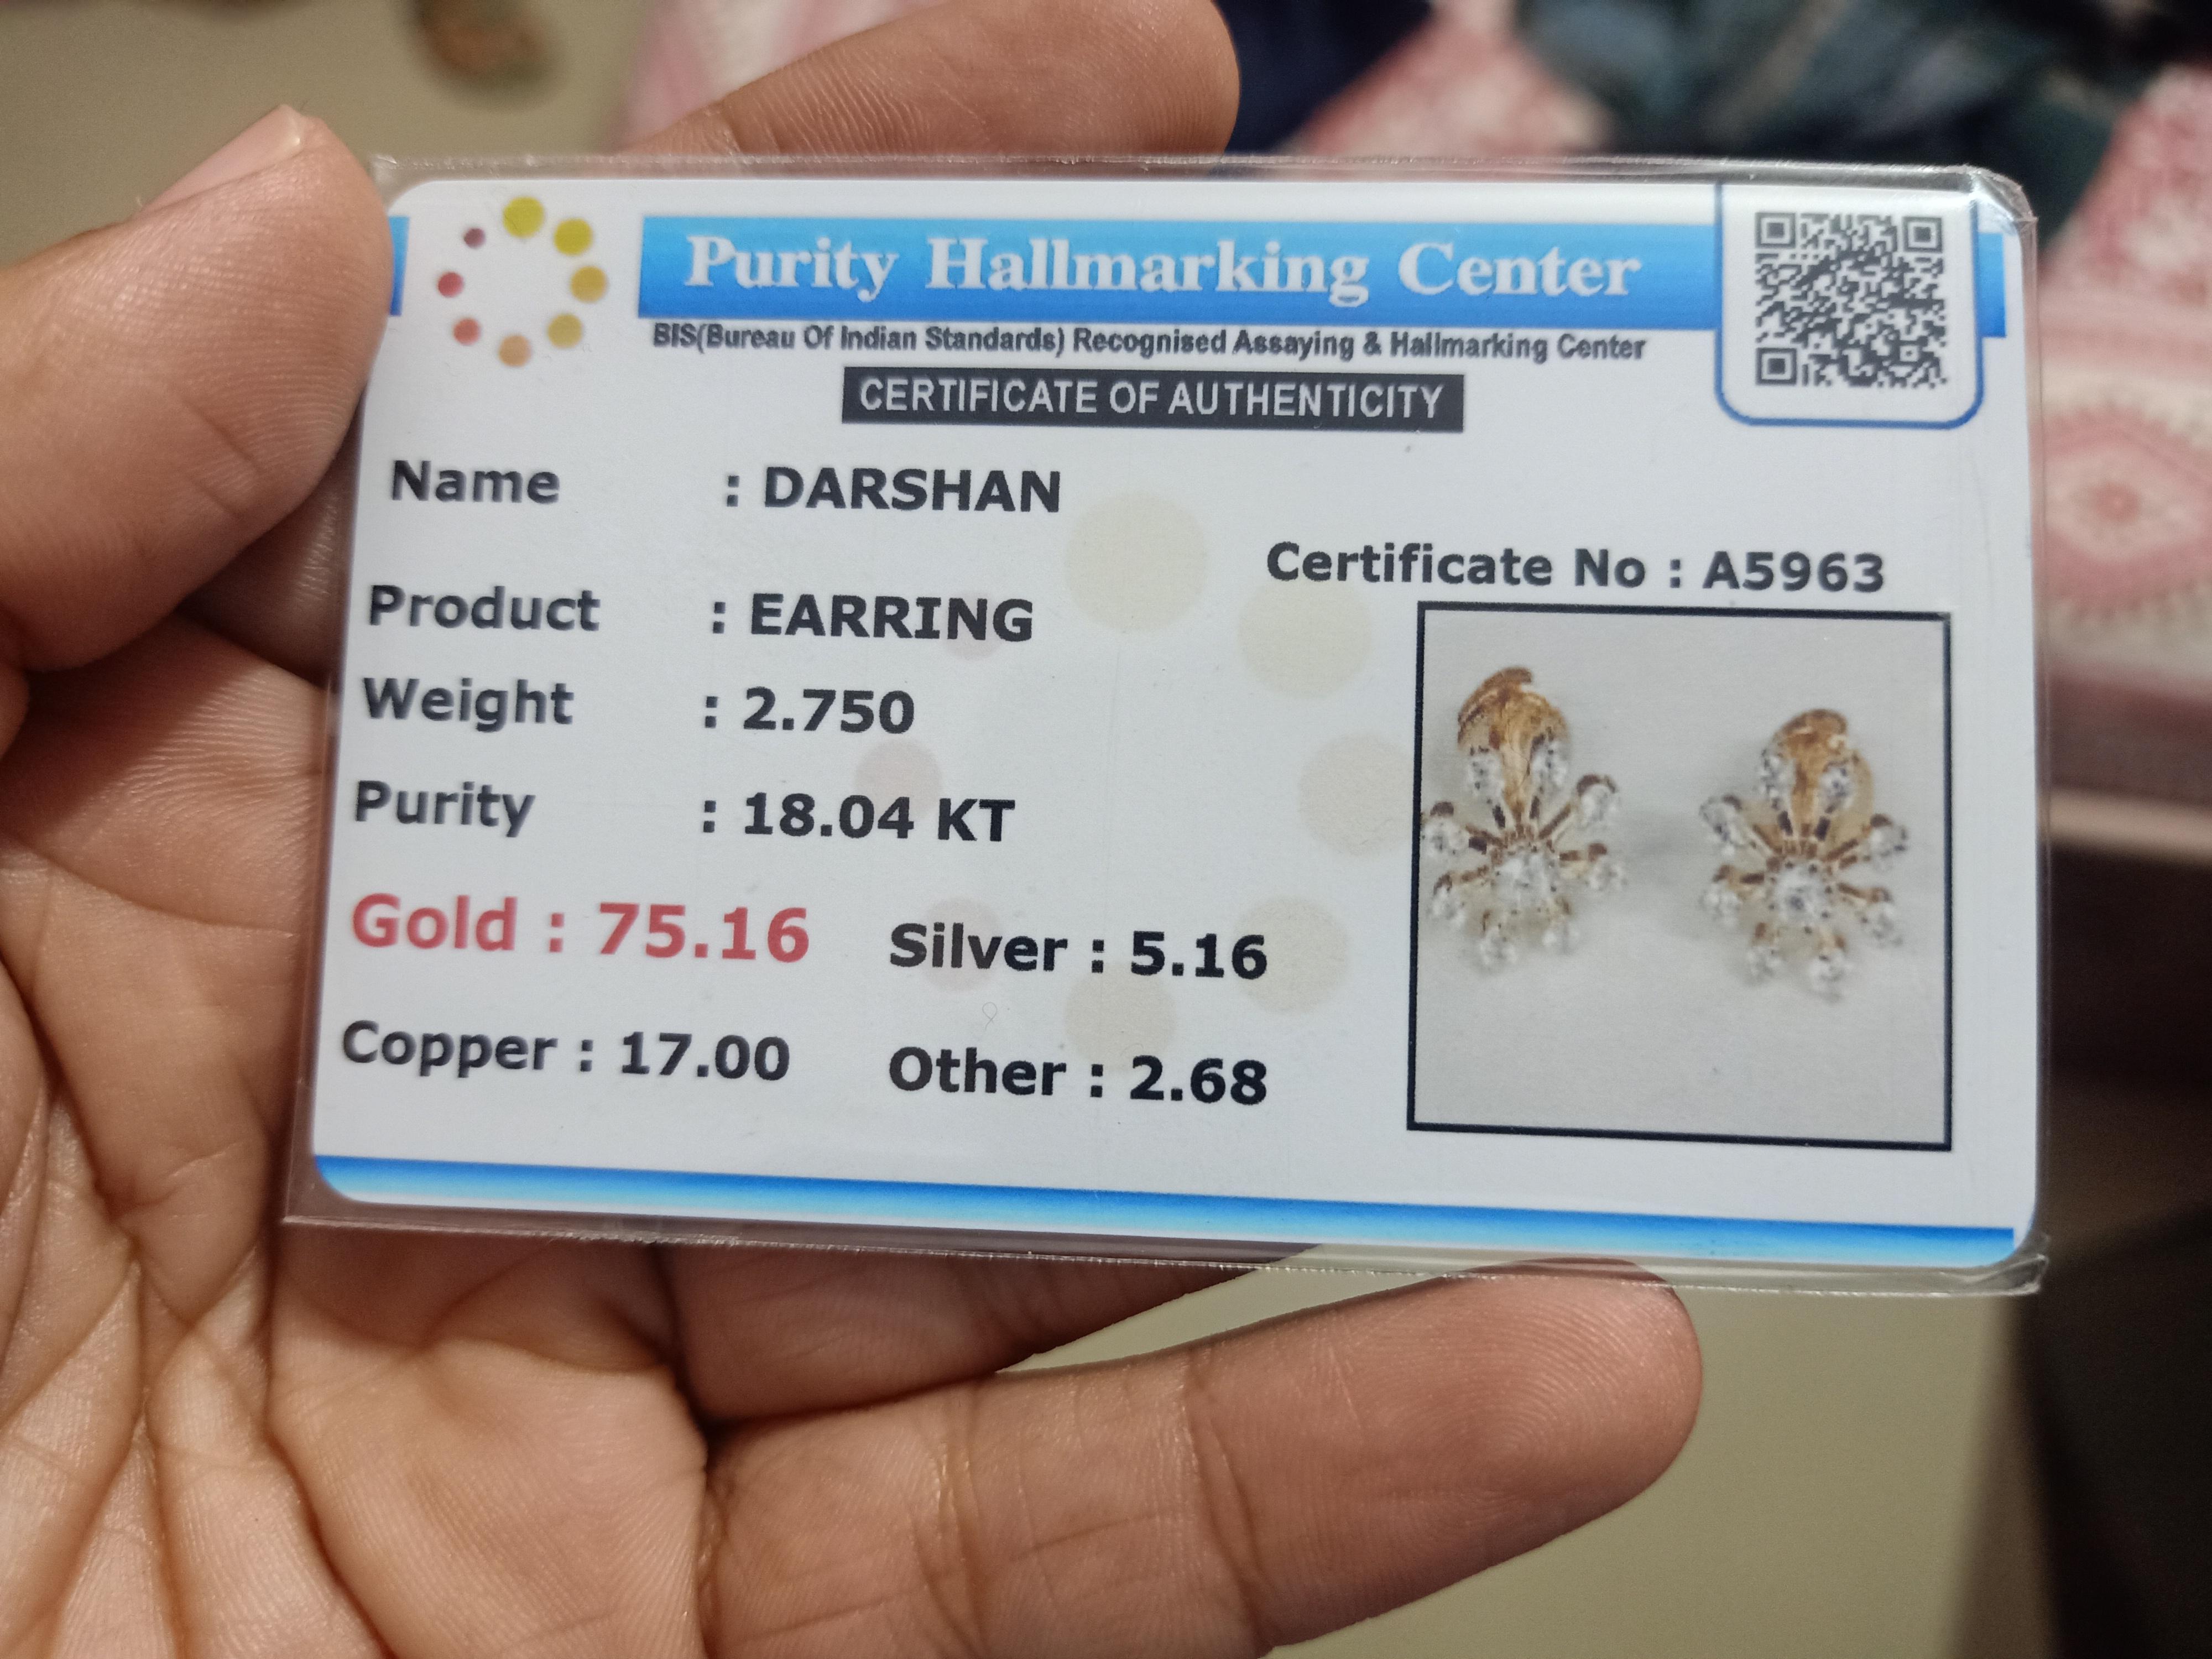 Purity Hallmarking Center
BIS(Bureau Of Indian Standards) Recognised Assaying & Hallmarking Center
CERTIFICATE OF AUTHENTICITY
Name : DARSHAN
Certificate No : A5963
Product : EARRING
Weight : 2.750
Purity : 18.04 KT
Gold : 75.16 Silver : 5.16
Copper : 17.00 Other : 2.68